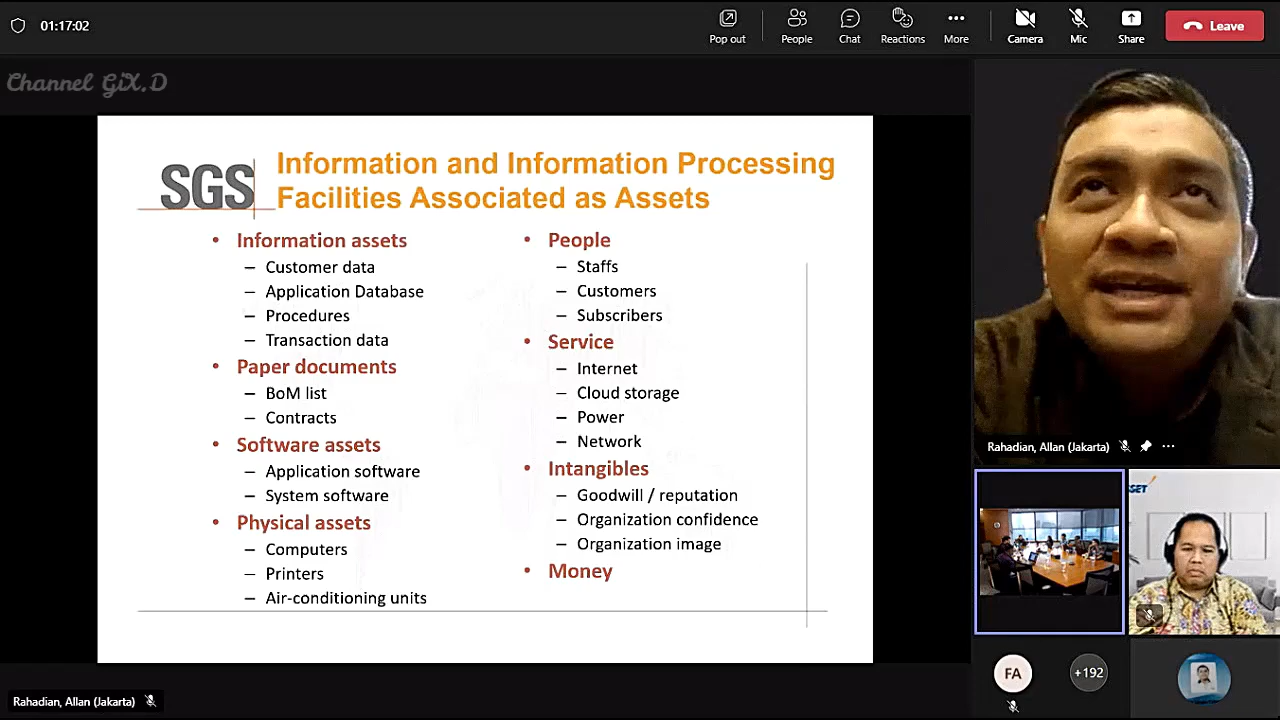 01:17:02
Pop out
People
Chat
Reactions
More
Camera
Mic
Share
Leave
Channel GiX.D
SGS
Information and Information Processing
Facilities Associated as Assets
• Information assets
– Customer data
– Application Database
– Procedures
– Transaction data
• Paper documents
– BoM list
– Contracts
• Software assets
– Application software
– System software
• Physical assets
– Computers
– Printers
– Air-conditioning units
• People
– Staffs
– Customers
– Subscribers
• Service
– Internet
– Cloud storage
– Power
– Network
• Intangibles
– Goodwill / reputation
– Organization confidence
– Organization image
• Money
Rahadian, Allan (Jakarta)
SET
FA
+192
Rahadian, Allan (Jakarta)